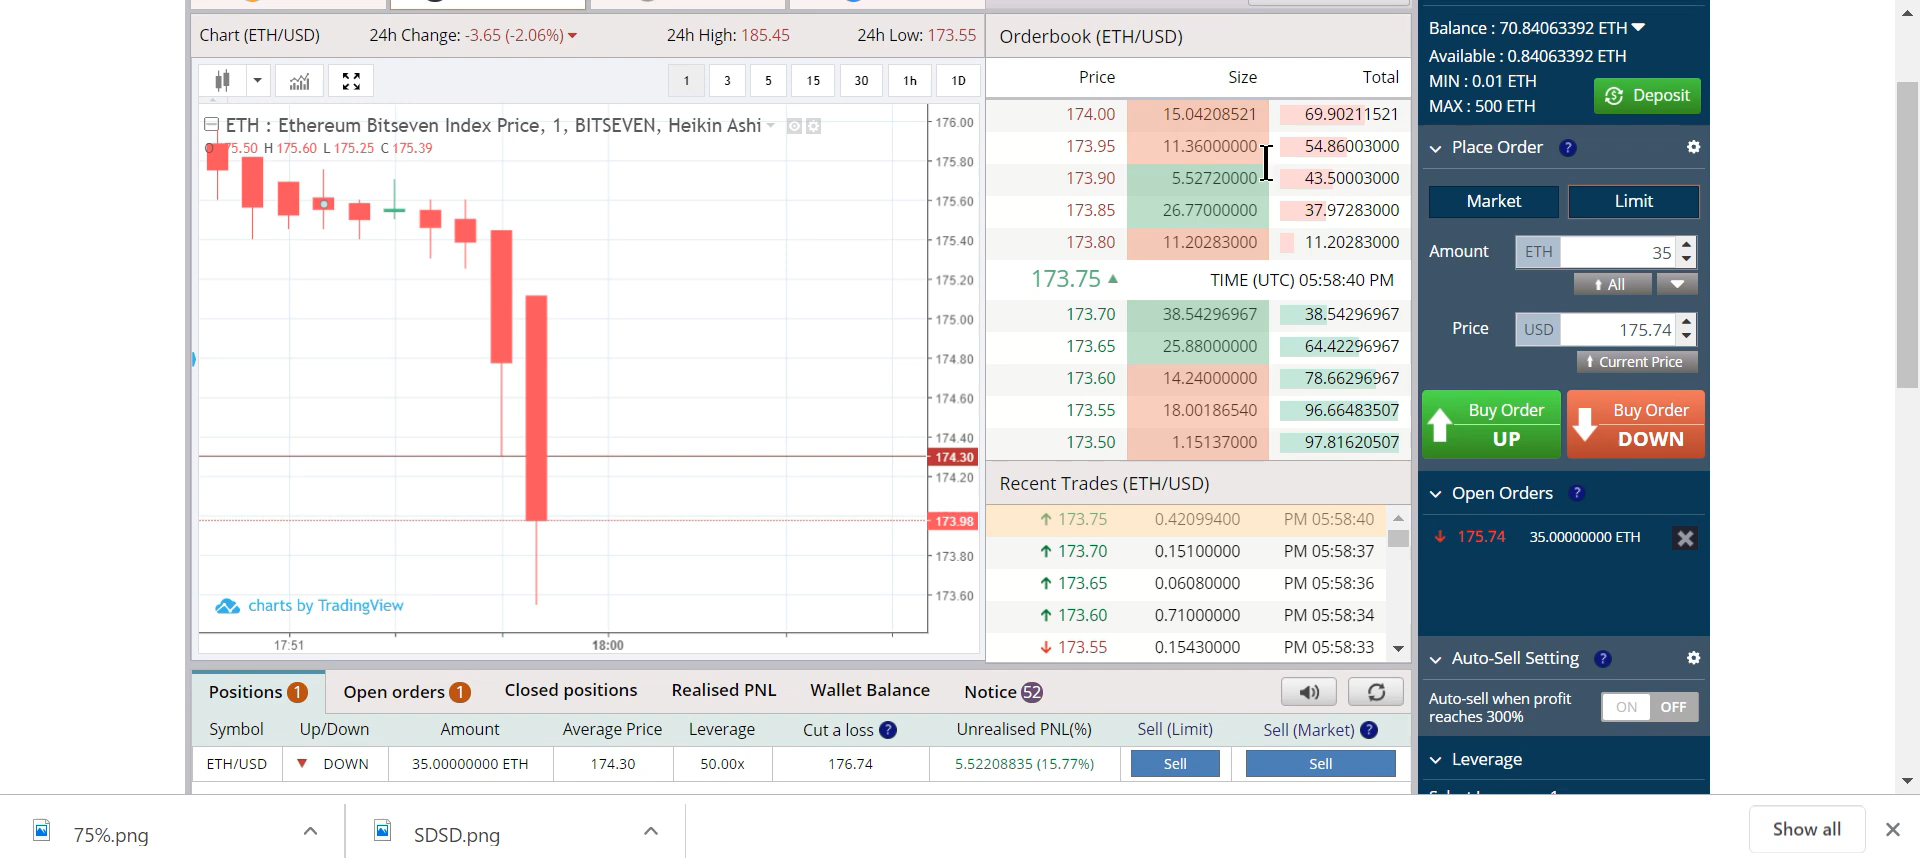 Chart (ETH/USD) 24h Change: -3.65 (-2.06%) 24h High: 185.45 24h Low: 173.55
1 3 5 15 30 1h 1D
ETH : Ethereum Bitseven Index Price, 1, BITSEVEN, Heikin Ashi
O 75.50 H 175.60 L 175.25 C 175.39
176.00
175.80
175.60
175.40
175.20
175.00
174.80
174.60
174.40
174.30
174.20
173.98
173.80
173.60
charts by TradingView
17:51 18:00
Orderbook (ETH/USD)
Price Size Total
174.00 15.04208521 69.90211521
173.95 11.36000000 54.86003000
173.90 5.52720000 43.50003000
173.85 26.77000000 37.97283000
173.80 11.20283000 11.20283000
173.75 TIME (UTC) 05:58:40 PM
173.70 38.54296967 38.54296967
173.65 25.88000000 64.42296967
173.60 14.24000000 78.66296967
173.55 18.00186540 96.66483507
173.50 1.15137000 97.81620507
Recent Trades (ETH/USD)
173.75 0.42099400 PM 05:58:40
173.70 0.15100000 PM 05:58:37
173.65 0.06080000 PM 05:58:36
173.60 0.71000000 PM 05:58:34
173.55 0.15430000 PM 05:58:33
Balance : 70.84063392 ETH
Available : 0.84063392 ETH
MIN : 0.01 ETH
MAX : 500 ETH
Deposit
Place Order ?
Market Limit
Amount ETH 35
All
Price USD 175.74
Current Price
Buy Order UP
Buy Order DOWN
Open Orders ?
175.74 35.00000000 ETH
Auto-Sell Setting ?
Auto-sell when profit
reaches 300%
ON OFF
Leverage
Positions 1 Open orders 1 Closed positions Realised PNL Wallet Balance Notice 52
Symbol Up/Down Amount Average Price Leverage Cut a loss ? Unrealised PNL(%) Sell (Limit) Sell (Market) ?
ETH/USD DOWN 35.00000000 ETH 174.30 50.00x 176.74 5.52208835 (15.77%) Sell Sell
75%.png SDSD.png Show all